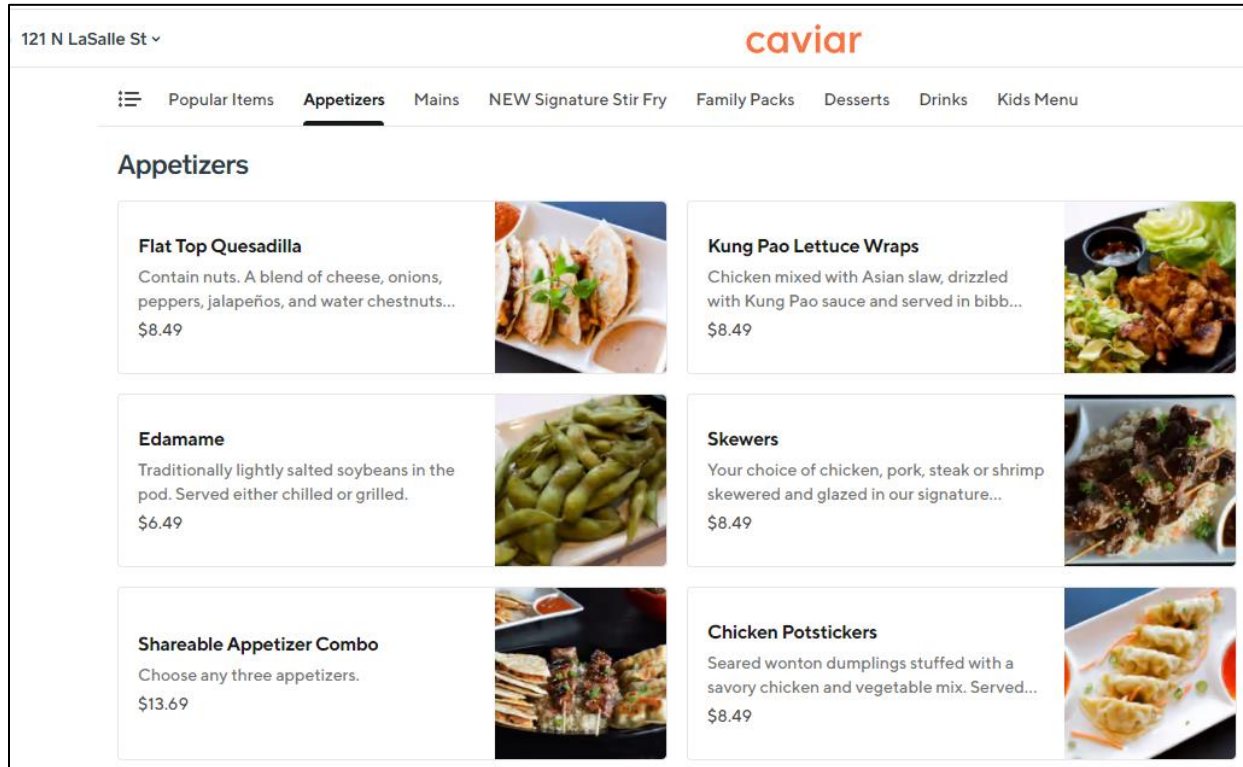 121 N LaSalle St
caviar
Popular Items Appetizers Mains NEW Signature Stir Fry Family Packs Desserts Drinks Kids Menu
Appetizers
Flat Top Quesadilla
Contain nuts. A blend of cheese, onions,
peppers, jalapeños, and water chestnuts...
$8.49
Kung Pao Lettuce Wraps
Chicken mixed with Asian slaw, drizzled
with Kung Pao sauce and served in bibb...
$8.49
Edamame
Traditionally lightly salted soybeans in the
pod. Served either chilled or grilled.
$6.49
Skewers
Your choice of chicken, pork, steak or shrimp
skewered and glazed in our signature...
$8.49
Shareable Appetizer Combo
Choose any three appetizers.
$13.69
Chicken Potstickers
Seared wonton dumplings stuffed with a
savory chicken and vegetable mix. Served...
$8.49